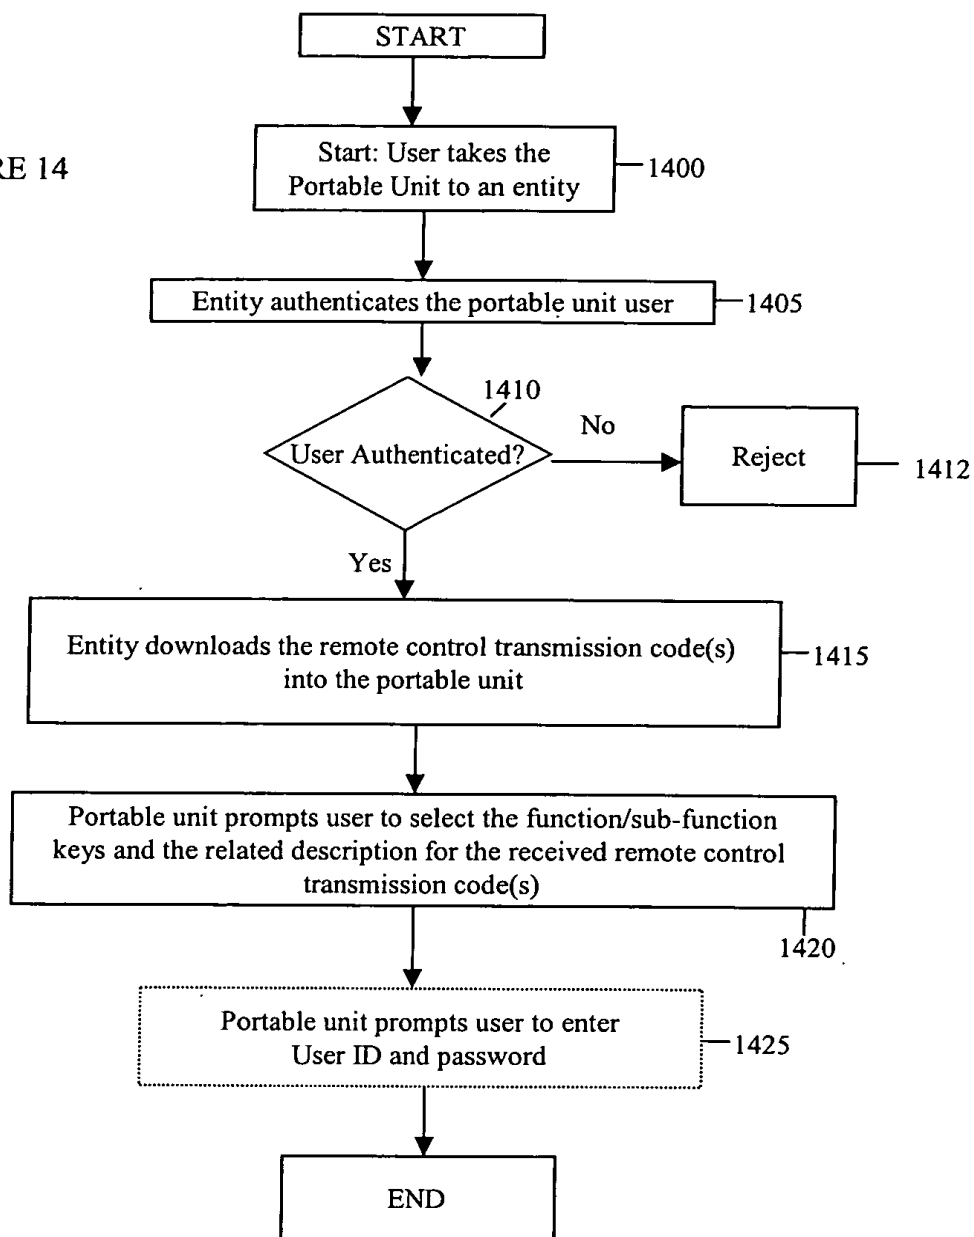 START
RE 14
Start: User takes the
Portable Unit to an entity
1400
Entity authenticates the portable unit user
1405
1410
User Authenticated?
No
Reject
1412
Yes
Entity downloads the remote control transmission code(s)
into the portable unit
1415
Portable unit prompts user to select the function/sub-function
keys and the related description for the received remote control
transmission code(s)
1420
Portable unit prompts user to enter
User ID and password
1425
END